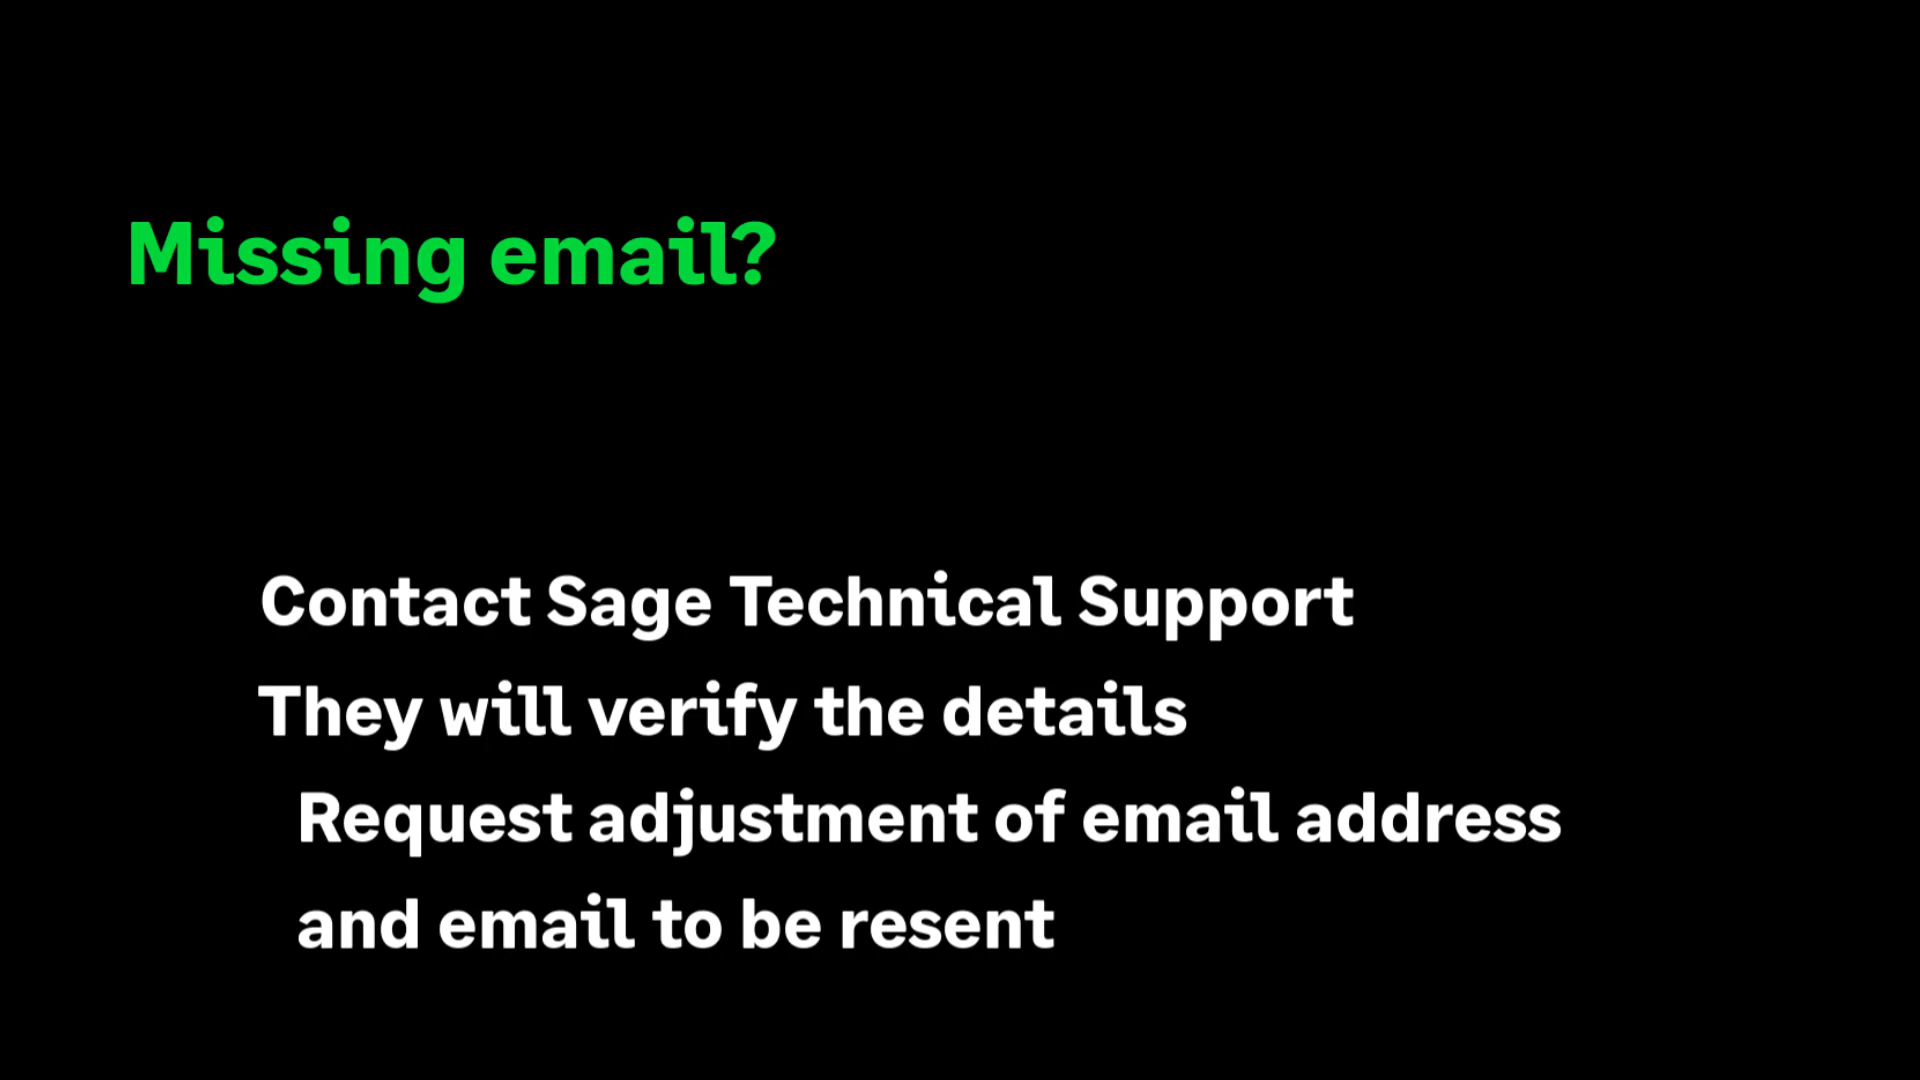 Missing email?
Contact Sage Technical Support
They will verify the details
Request adjustment of email address
and email to be resent